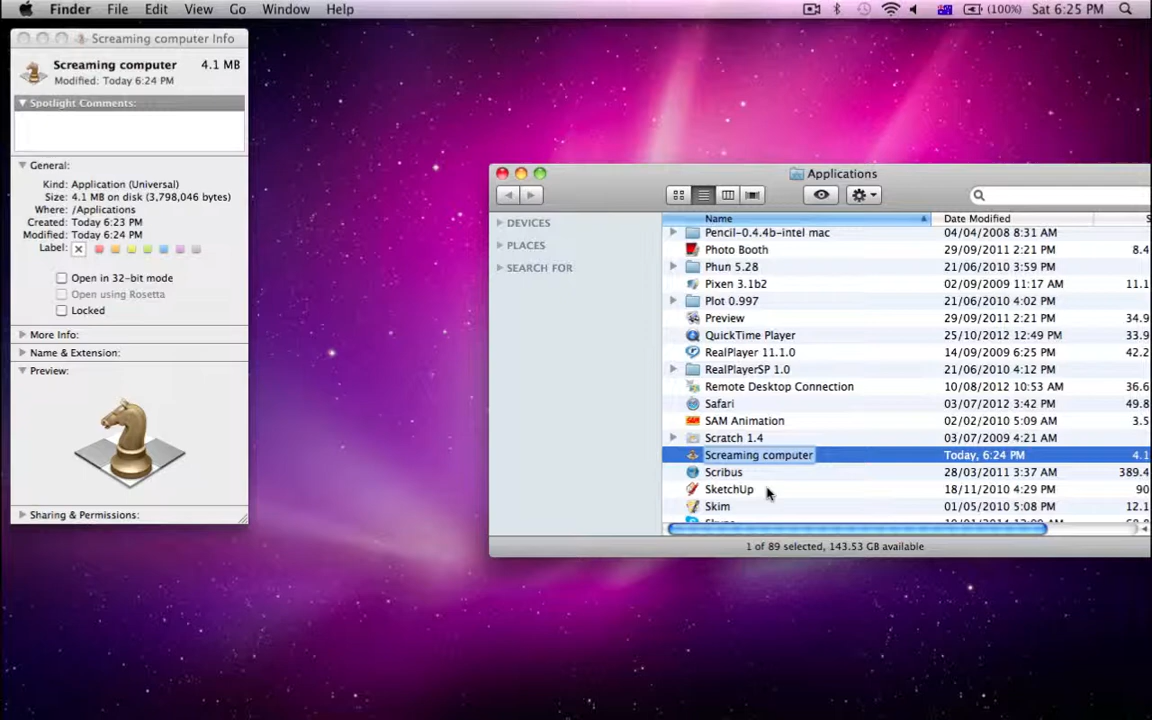 Finder File Edit View Go Window Help (100%) Sat 6:25 PM
Screaming computer Info
Screaming computer 4.1 MB
Modified: Today 6:24 PM
Spotlight Comments:
General:
Kind: Application (Universal)
Size: 4.1 MB on disk (3,798,046 bytes)
Where: /Applications
Created: Today 6:23 PM
Modified: Today 6:24 PM
Label:
Open in 32-bit mode
Open using Rosetta
Locked
More Info:
Name & Extension:
Preview:
Sharing & Permissions:
Applications
DEVICES
PLACES
SEARCH FOR
Name Date Modified S
Pencil-0.4.4b-intel mac 04/04/2008 8:31 AM
Photo Booth 29/09/2011 2:21 PM 8.4
Phun 5.28 21/06/2010 3:59 PM
Pixen 3.1b2 02/09/2009 11:17 AM 11.1
Plot 0.997 21/06/2010 4:02 PM
Preview 29/09/2011 2:21 PM 34.9
QuickTime Player 25/10/2012 12:49 PM 33.9
RealPlayer 11.1.0 14/09/2009 6:25 PM 42.2
RealPlayerSP 1.0 21/06/2010 4:12 PM
Remote Desktop Connection 10/08/2012 10:53 AM 36.6
Safari 03/07/2012 3:42 PM 49.8
SAM Animation 02/02/2010 5:09 AM 3.5
Scratch 1.4 03/07/2009 4:21 AM
Screaming computer Today, 6:24 PM 4.1
Scribus 28/03/2011 3:37 AM 389.4
SketchUp 18/11/2010 4:29 PM 90
Skim 01/05/2010 5:08 PM 12.1
1 of 89 selected, 143.53 GB available